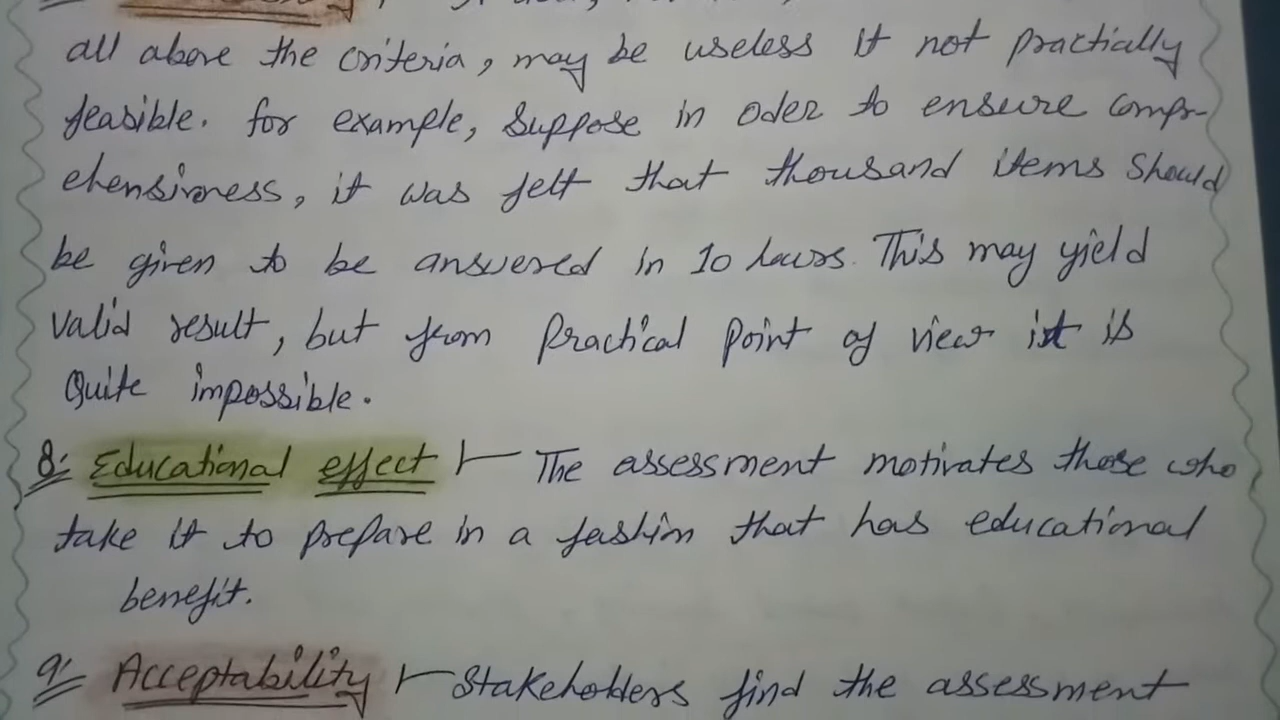 all above the criteria, may be useless it not practially
feasible. for example, Suppose in oder to ensure compr-
ehensivness, it was felt that thousand items should
be given to be answered in 10 hours. This may yield
valid result, but from practical point of view it is
Quite impossible.
8:- Educational effect :- The assessment motivates those who
take it to prepare in a fashion that has educational
benefit.
9:- Acceptability :- Stakeholders find the assessment